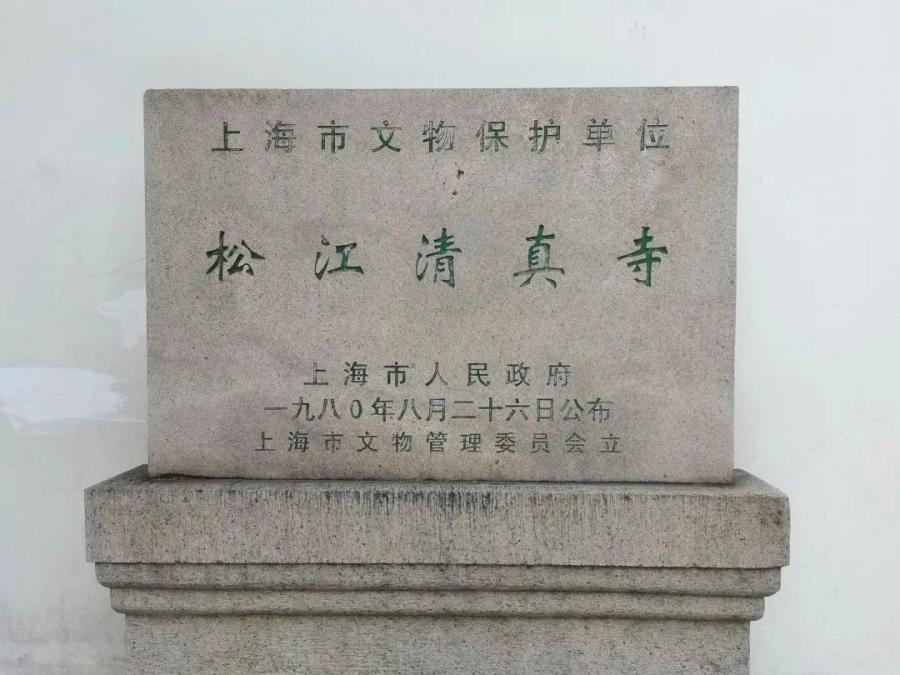 上海市文物保护单位
松江清真寺
上海市人民政府
一九八0年八月二十六日公布
上海市文物管理委员会立